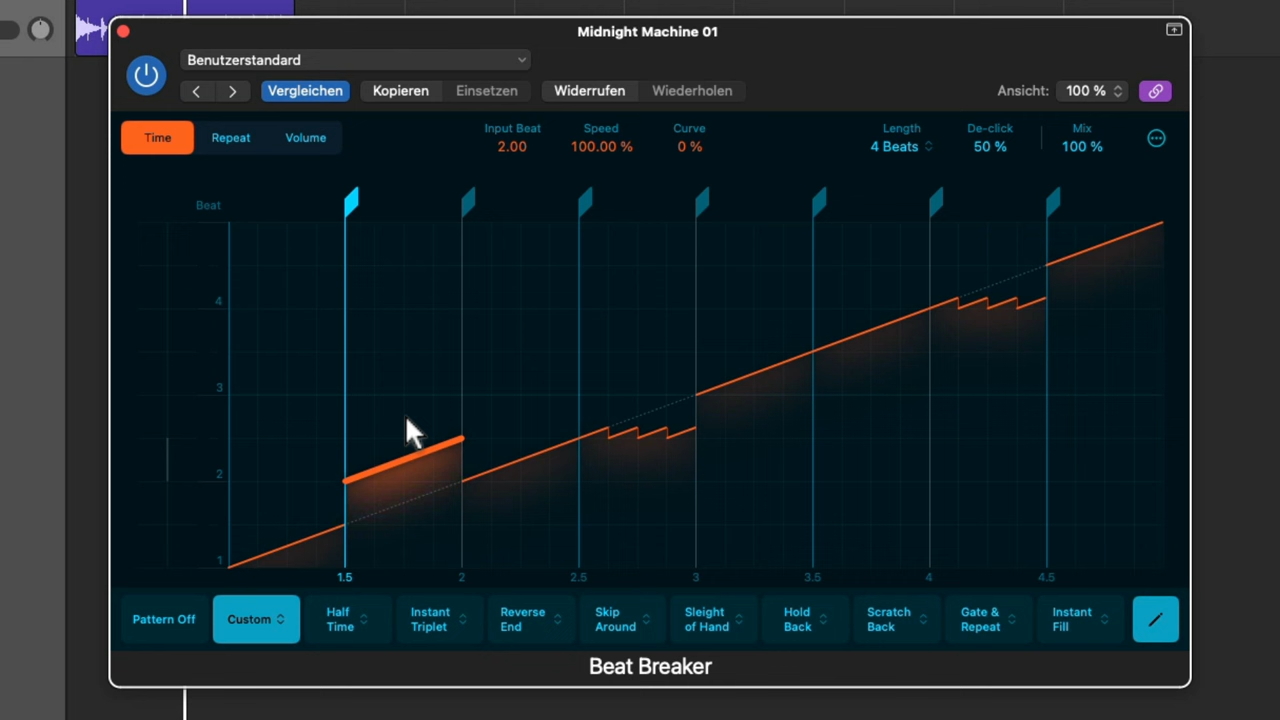 Midnight Machine 01
Benutzerstandard
Vergleichen Kopieren Einsetzen Widerrufen Wiederholen Ansicht: 100 %
Time Repeat Volume
Input Beat Speed Curve Length De-click Mix
2.00 100.00 % 0 % 4 Beats 50 % 100 %
Beat
4
3
2
1
1.5 2 2.5 3 3.5 4 4.5
Pattern Off
Custom
Half
Time
Instant
Triplet
Reverse
End
Skip
Around
Sleight
of Hand
Hold
Back
Scratch
Back
Gate &
Repeat
Instant
Fill
Beat Breaker